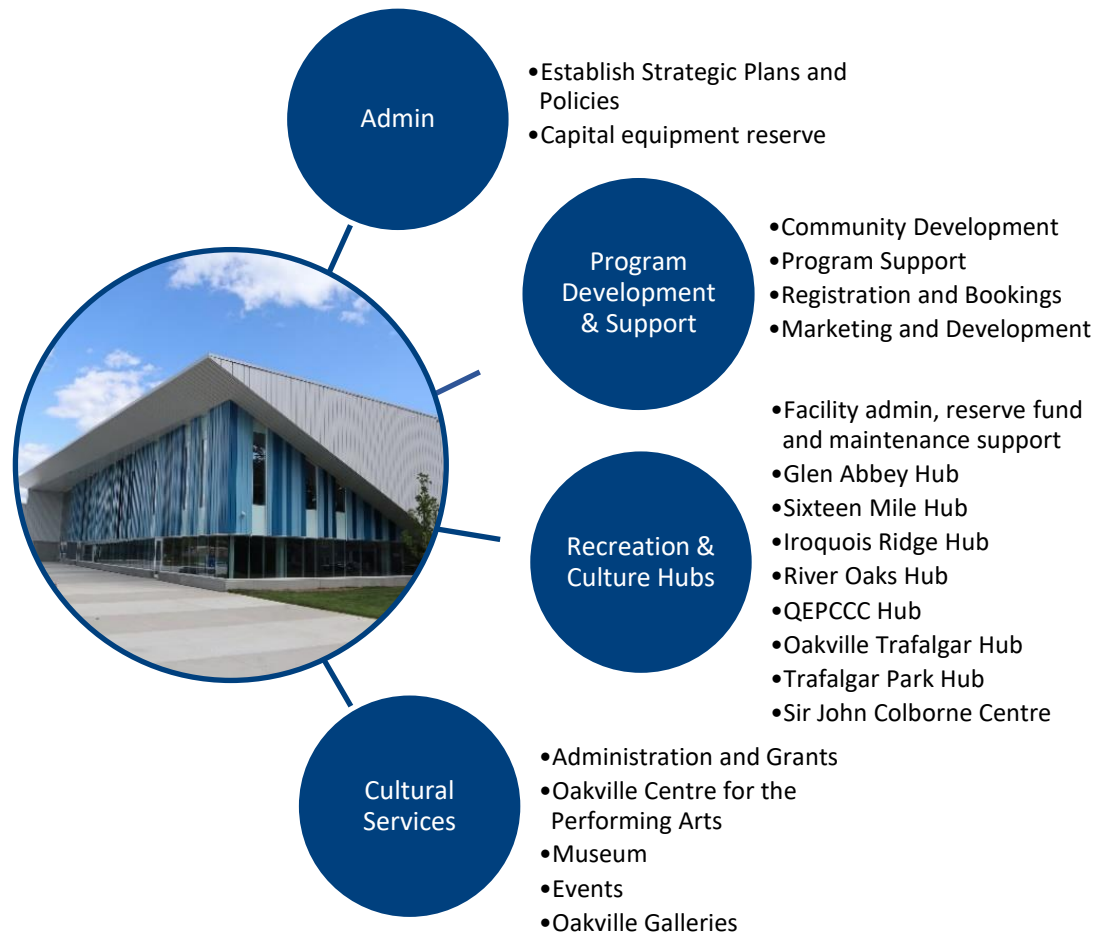 Admin
•Establish Strategic Plans and
Policies
•Capital equipment reserve
Program
Development
& Support
•Community Development
•Program Support
•Registration and Bookings
•Marketing and Development
Recreation &
Culture Hubs
•Facility admin, reserve fund
and maintenance support
•Glen Abbey Hub
•Sixteen Mile Hub
•Iroquois Ridge Hub
•River Oaks Hub
•QEPCCC Hub
•Oakville Trafalgar Hub
•Trafalgar Park Hub
•Sir John Colborne Centre
Cultural
Services
•Administration and Grants
•Oakville Centre for the
Performing Arts
•Museum
•Events
•Oakville Galleries